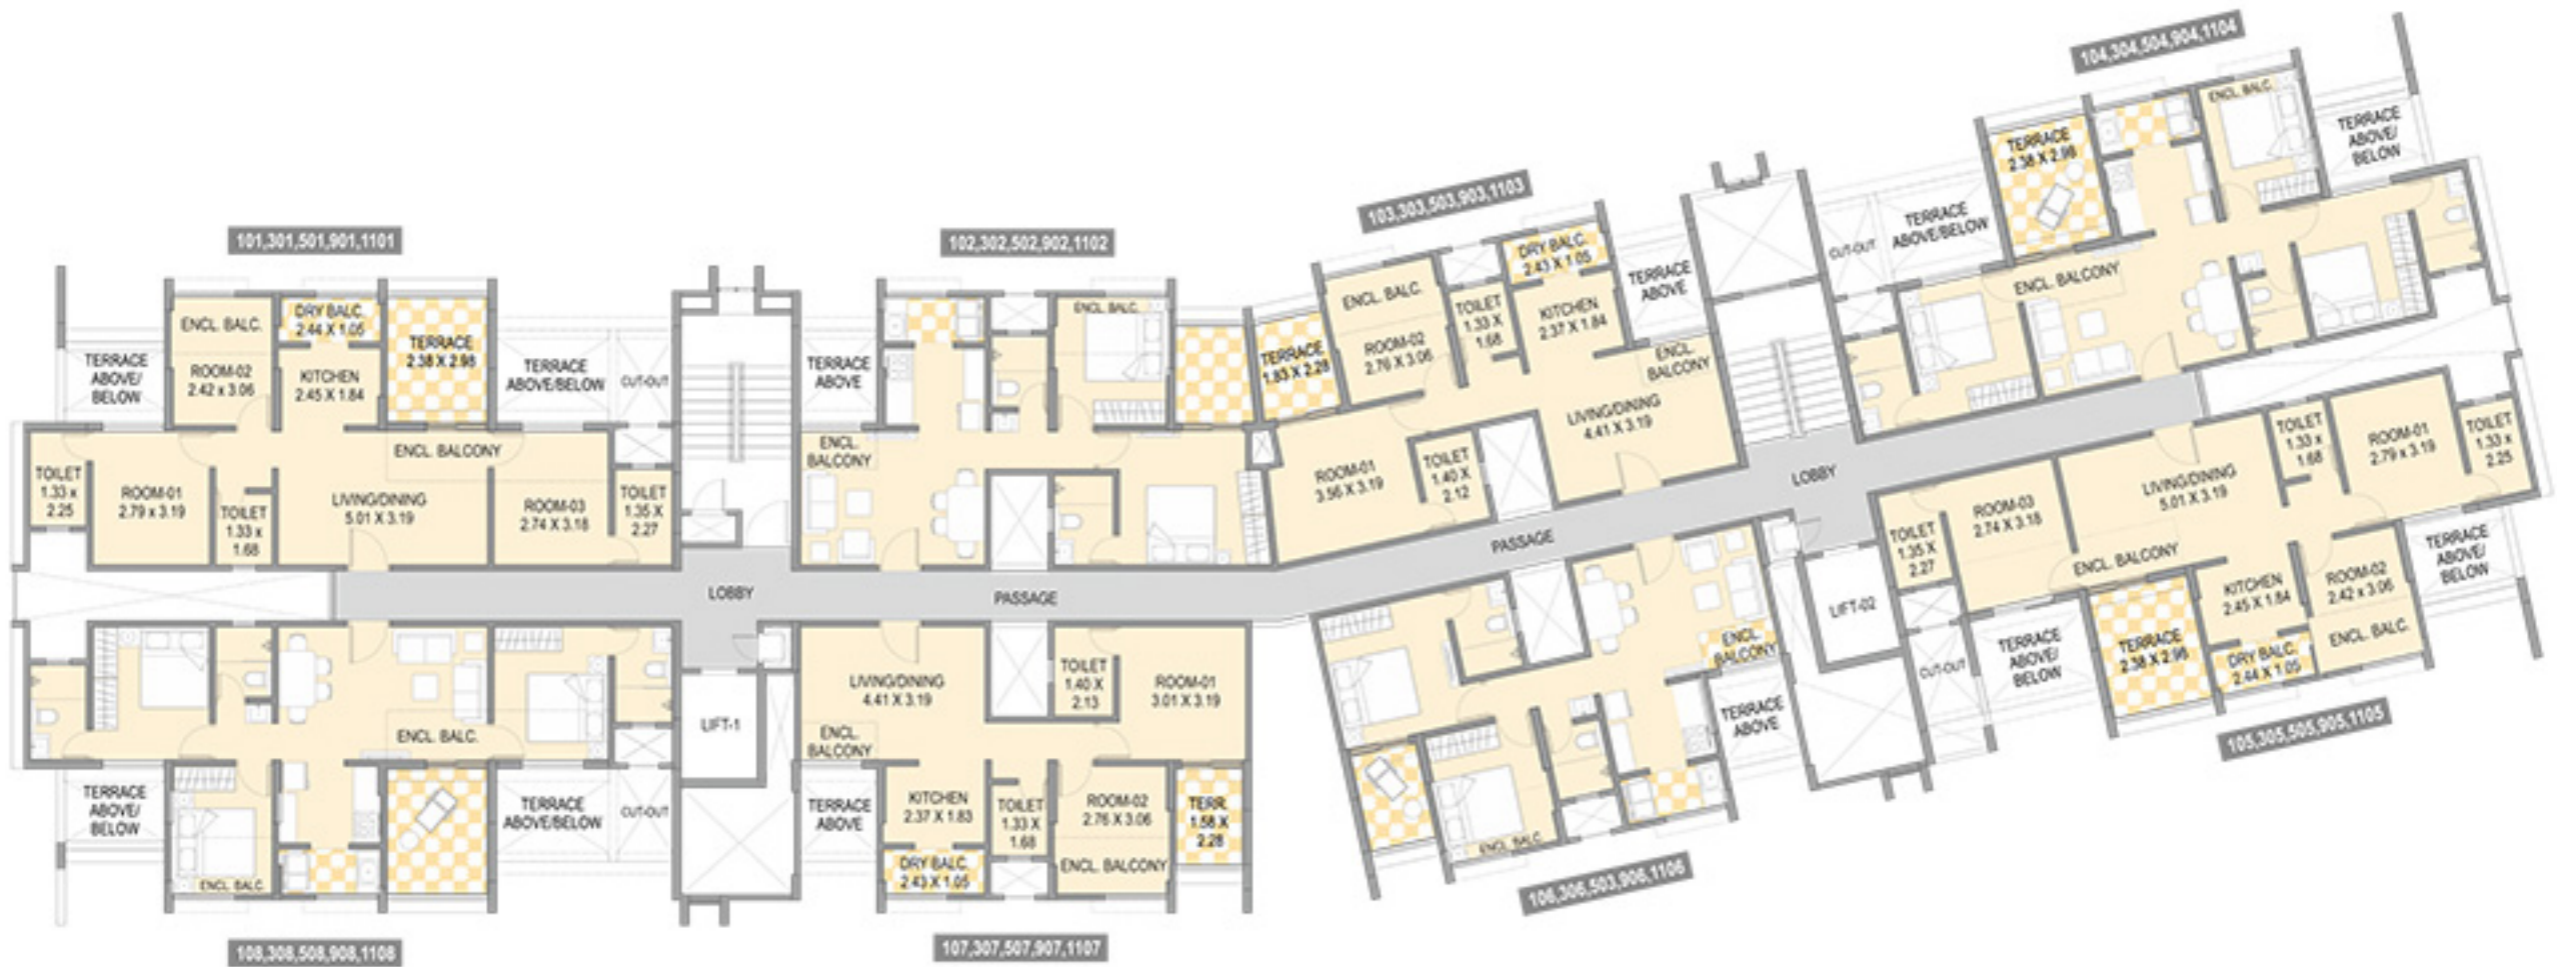 101,301,501,901,1101
TERRACE
ABOVE/
BELOW
ENCL. BALC.
ROOM-02
2.42 x 3.06
DRY BALC.
2.44 X 1.05
KITCHEN
2.45 X 1.84
TERRACE
2.38 X 2.98
TERRACE
ABOVE/BELOW
CUT-OUT
TOILET
1.33 x
2.25
ROOM-01
2.79 x 3.19
TOILET
1.33 x
1.68
ENCL. BALCONY
LIVING/DINING
5.01 X 3.19
ROOM-03
2.74 X 3.18
TOILET
1.35 X
2.27
102,302,502,902,1102
TERRACE
ABOVE
ENCL. BALC.
ENCL.
BALCONY
103,303,503,903,1103
TERRACE
1.83 X 2.28
ENCL. BALC.
ROOM-02
2.76 X 3.06
TOILET
1.33 X
1.68
DRY BALC.
2.43 X 1.05
KITCHEN
2.37 X 1.84
TERRACE
ABOVE
ENCL.
BALCONY
LIVING/DINING
4.41 X 3.19
ROOM-01
3.56 X 3.19
TOILET
1.40 X
2.12
104,304,504,904,1104
CUT-OUT
TERRACE
ABOVE/BELOW
TERRACE
2.38 X 2.98
ENCL. BALC.
TERRACE
ABOVE/
BELOW
ENCL. BALCONY
LOBBY
PASSAGE
PASSAGE
LOBBY
TOILET
1.35 X
2.27
ROOM-03
2.74 X 3.18
LIVING/DINING
5.01 X 3.19
ENCL. BALCONY
TOILET
1.33 x
1.68
ROOM-01
2.79 x 3.19
TOILET
1.33 x
2.25
CUT-OUT
TERRACE
ABOVE/
BELOW
TERRACE
2.38 X 2.98
KITCHEN
2.45 X 1.84
DRY BALC.
2.44 X 1.05
ROOM-02
2.42 x 3.06
ENCL. BALC.
TERRACE
ABOVE/
BELOW
105,305,505,905,1105
LIFT-02
ENCL.
BALCONY
TERRACE
ABOVE
ENCL. BALC.
106,306,503,906,1106
LIVING/DINING
4.41 X 3.19
ENCL.
BALCONY
TOILET
1.40 X
2.13
ROOM-01
3.01 X 3.19
TERRACE
ABOVE
KITCHEN
2.37 X 1.83
DRY BALC.
2.43 X 1.05
TOILET
1.33 X
1.68
ROOM-02
2.76 X 3.06
ENCL. BALCONY
TERR.
1.58 X
2.28
107,307,507,907,1107
LIFT-1
ENCL. BALC.
TERRACE
ABOVE/
BELOW
ENCL. BALC.
TERRACE
ABOVE/BELOW
CUT-OUT
108,308,508,908,1108